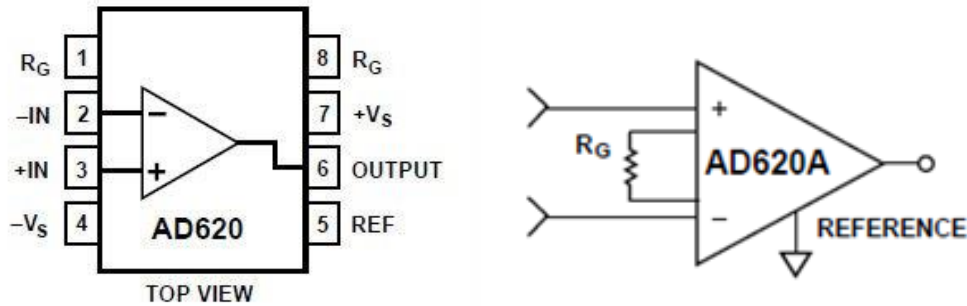 RG 1 8 RG
–IN 2 – 7 +VS
+IN 3 + 6 OUTPUT
–VS 4 AD620 5 REF
TOP VIEW
+
RG AD620A
–
REFERENCE